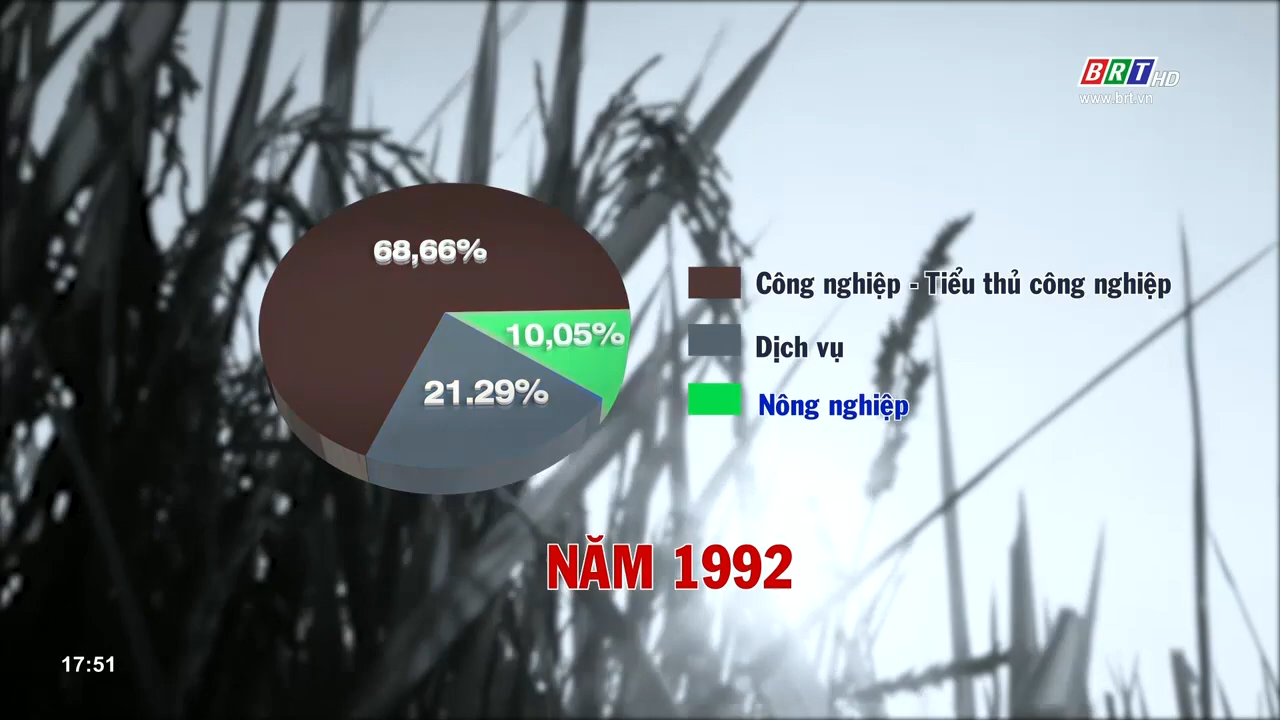 BRT HD
www.brt.vn
68,66%
10,05%
21.29%
Công nghiệp - Tiểu thủ công nghiệp
Dịch vụ
Nông nghiệp
NĂM 1992
17:51